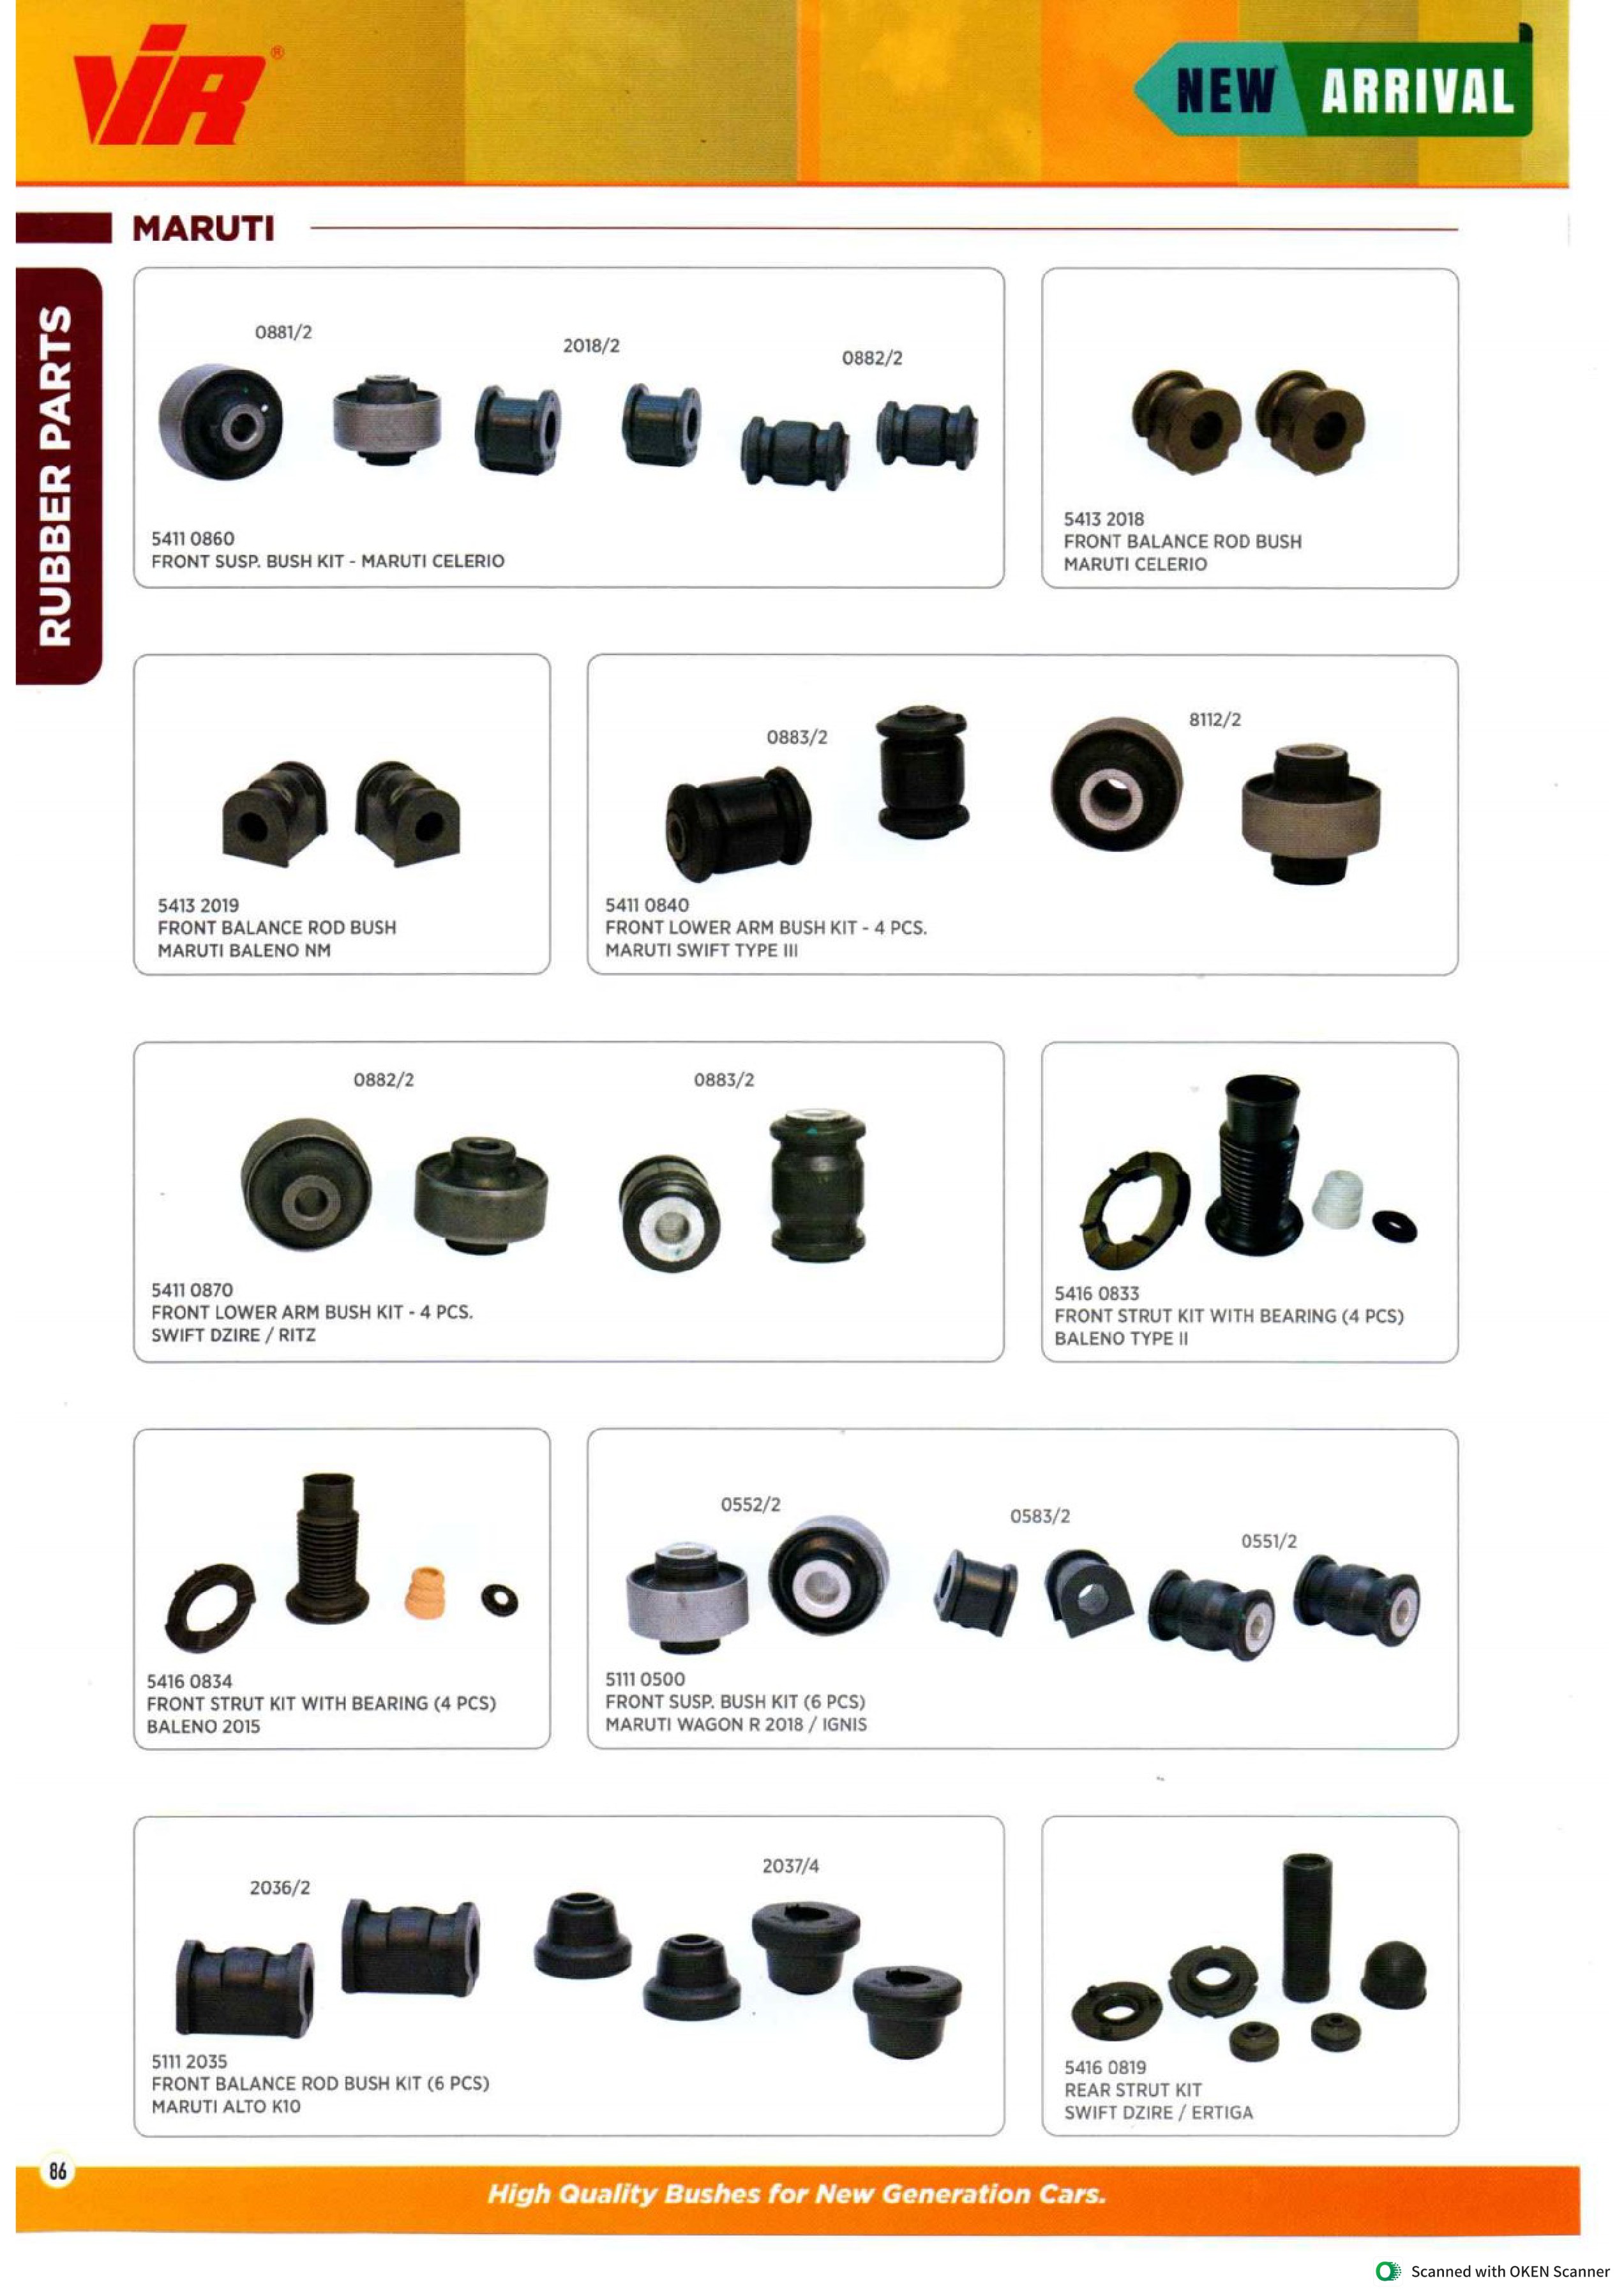 ViR®
NEW ARRIVAL
MARUTI
RUBBER PARTS
0881/2
2018/2
0882/2
5411 0860
FRONT SUSP. BUSH KIT - MARUTI CELERIO
5413 2018
FRONT BALANCE ROD BUSH
MARUTI CELERIO
5413 2019
FRONT BALANCE ROD BUSH
MARUTI BALENO NM
0883/2
8112/2
5411 0840
FRONT LOWER ARM BUSH KIT - 4 PCS.
MARUTI SWIFT TYPE III
0882/2
0883/2
5411 0870
FRONT LOWER ARM BUSH KIT - 4 PCS.
SWIFT DZIRE / RITZ
5416 0833
FRONT STRUT KIT WITH BEARING (4 PCS)
BALENO TYPE II
5416 0834
FRONT STRUT KIT WITH BEARING (4 PCS)
BALENO 2015
0552/2
0583/2
0551/2
5111 0500
FRONT SUSP. BUSH KIT (6 PCS)
MARUTI WAGON R 2018 / IGNIS
2036/2
2037/4
5111 2035
FRONT BALANCE ROD BUSH KIT (6 PCS)
MARUTI ALTO K10
5416 0819
REAR STRUT KIT
SWIFT DZIRE / ERTIGA
86
High Quality Bushes for New Generation Cars.
Scanned with OKEN Scanner